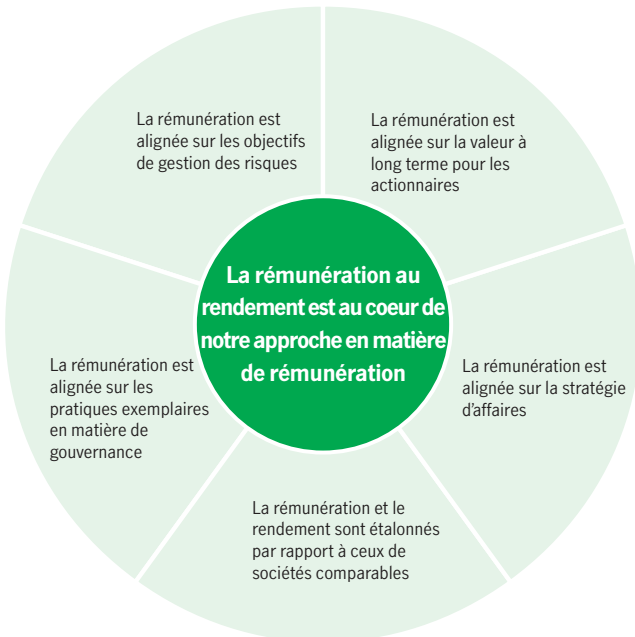 La rémunération est
alignée sur les objectifs
de gestion des risques
La rémunération est
alignée sur la valeur à
long terme pour les
actionnaires
La rémunération au
rendement est au coeur de
notre approche en matière
de rémunération
La rémunération est
alignée sur les
pratiques exemplaires
en matière de
gouvernance
La rémunération est
alignée sur la stratégie
d'affaires
La rémunération et le
rendement sont étalonnés
par rapport à ceux de
sociétés comparables